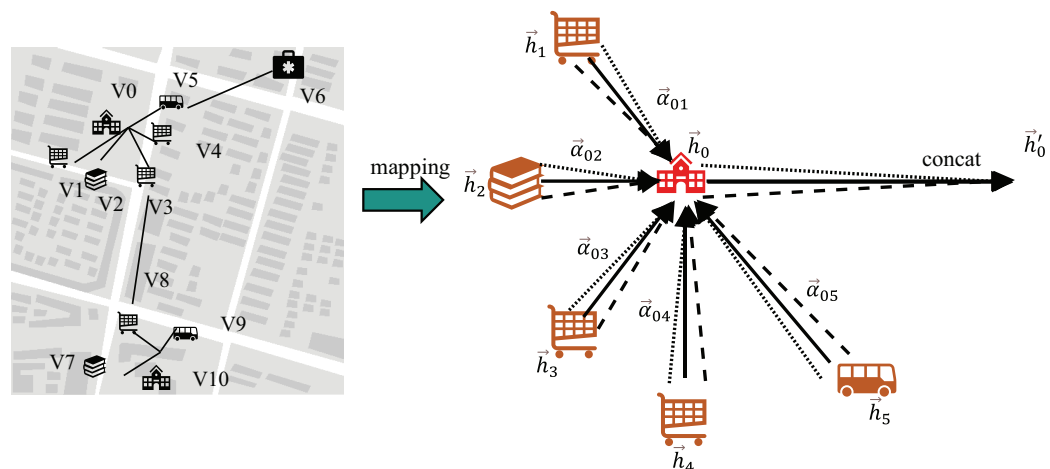 V0
V5
V6
V4
V1
V2
V3
V8
V9
V7
V10
mapping
h⃗₁
α⃗₀₁
h⃗₂
α⃗₀₂
h⃗₀
concat
h⃗₀′
α⃗₀₃
α⃗₀₄
α⃗₀₅
h⃗₃
h⃗₄
h⃗₅